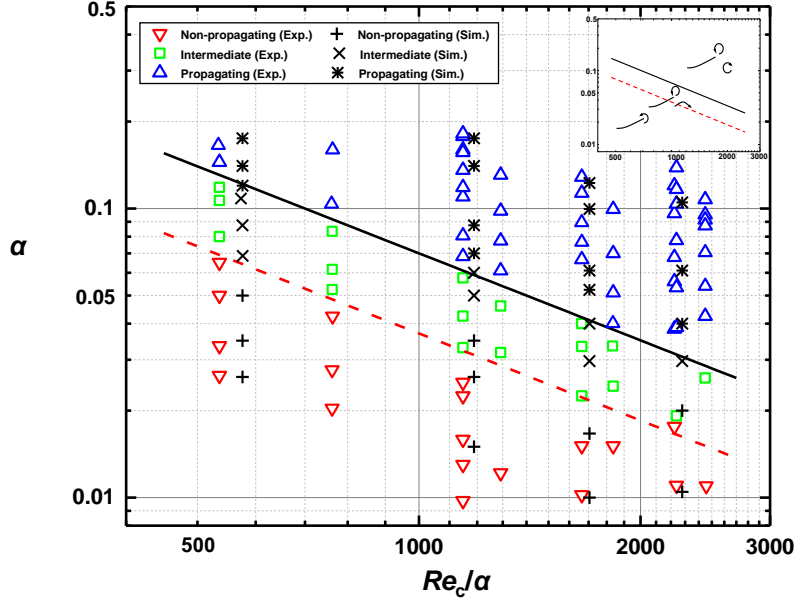 0.5
Non-propagating (Exp.) Non-propagating (Sim.)
Intermediate (Exp.) Intermediate (Sim.)
Propagating (Exp.) Propagating (Sim.)
0.5
0.1
0.05
0.01
500 1000 2000 3000
0.1
α
0.05
0.01
500 1000 2000 3000
Re_c/α